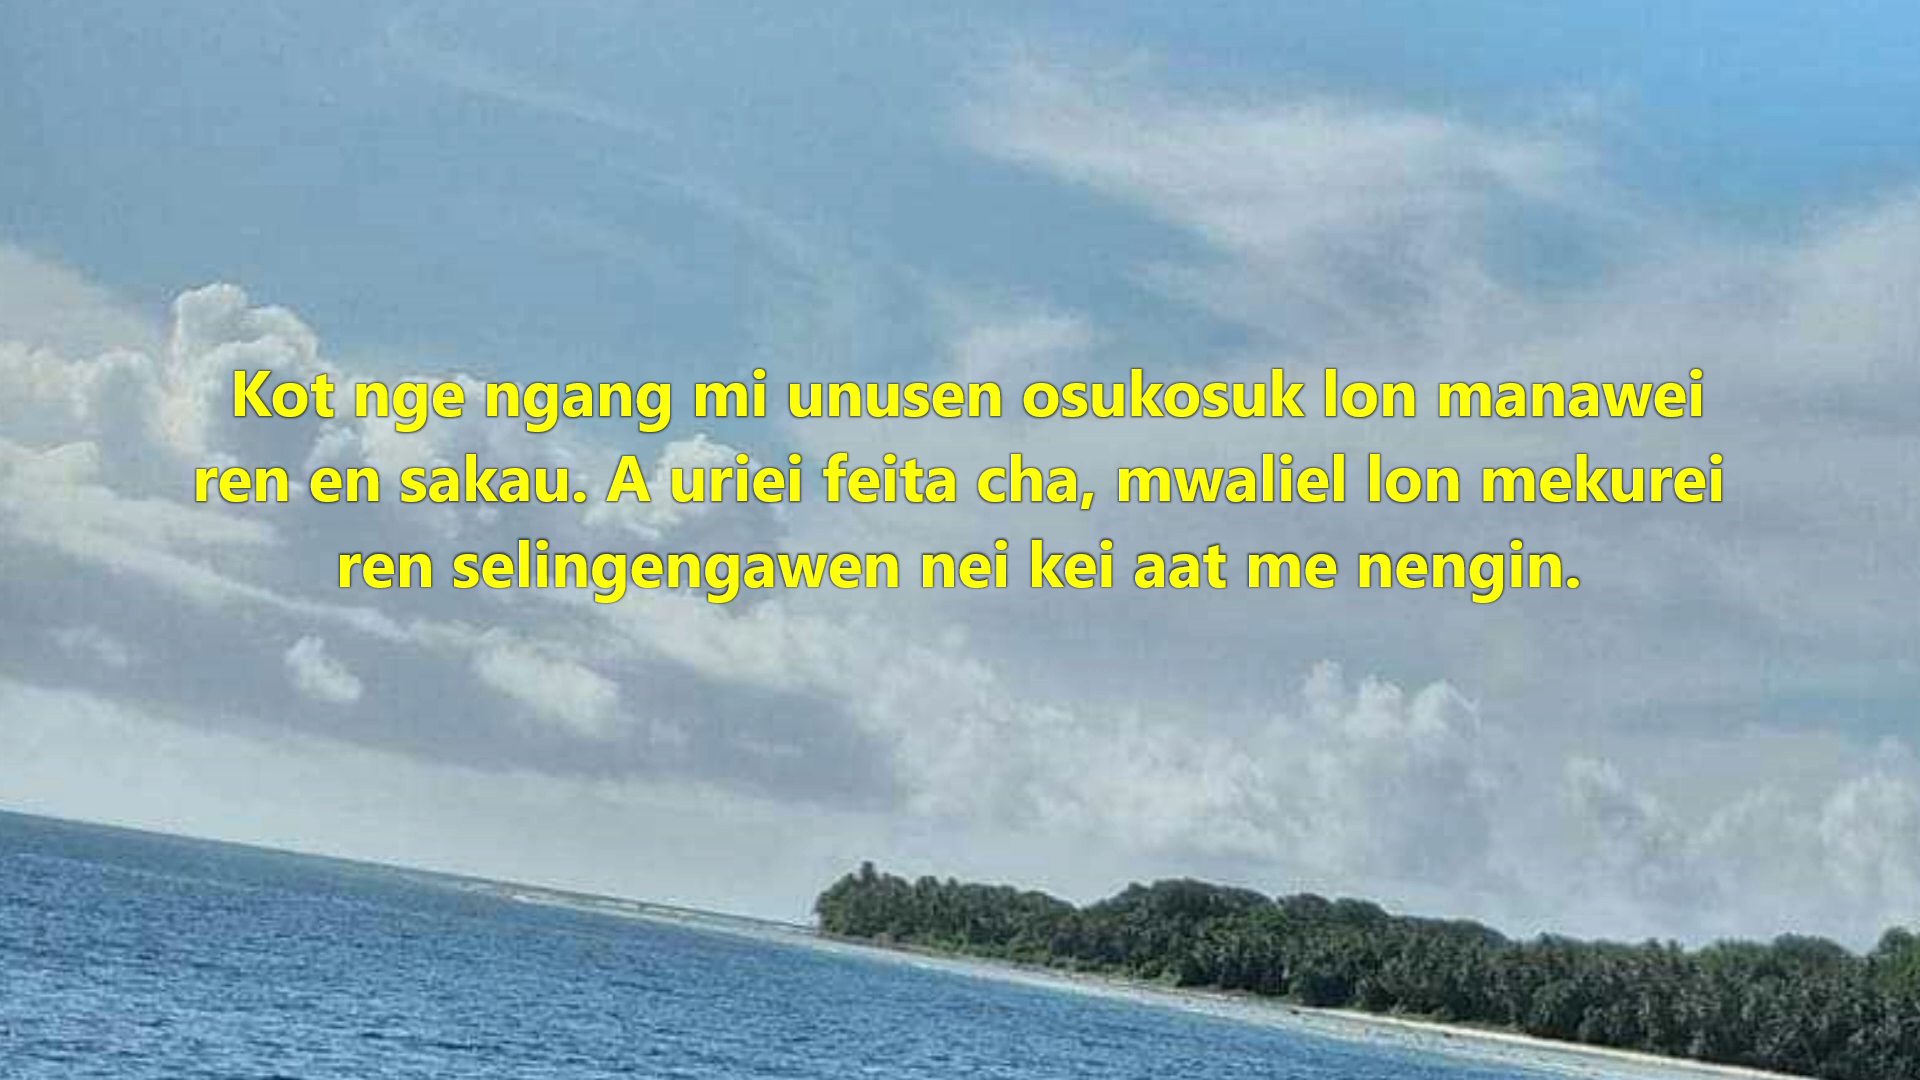 Kot nge ngang mi unusen osukosuk lon manawei
ren en sakau. A uriei feita cha, mwaliel lon mekurei
ren selingengawen nei kei aat me nengin.